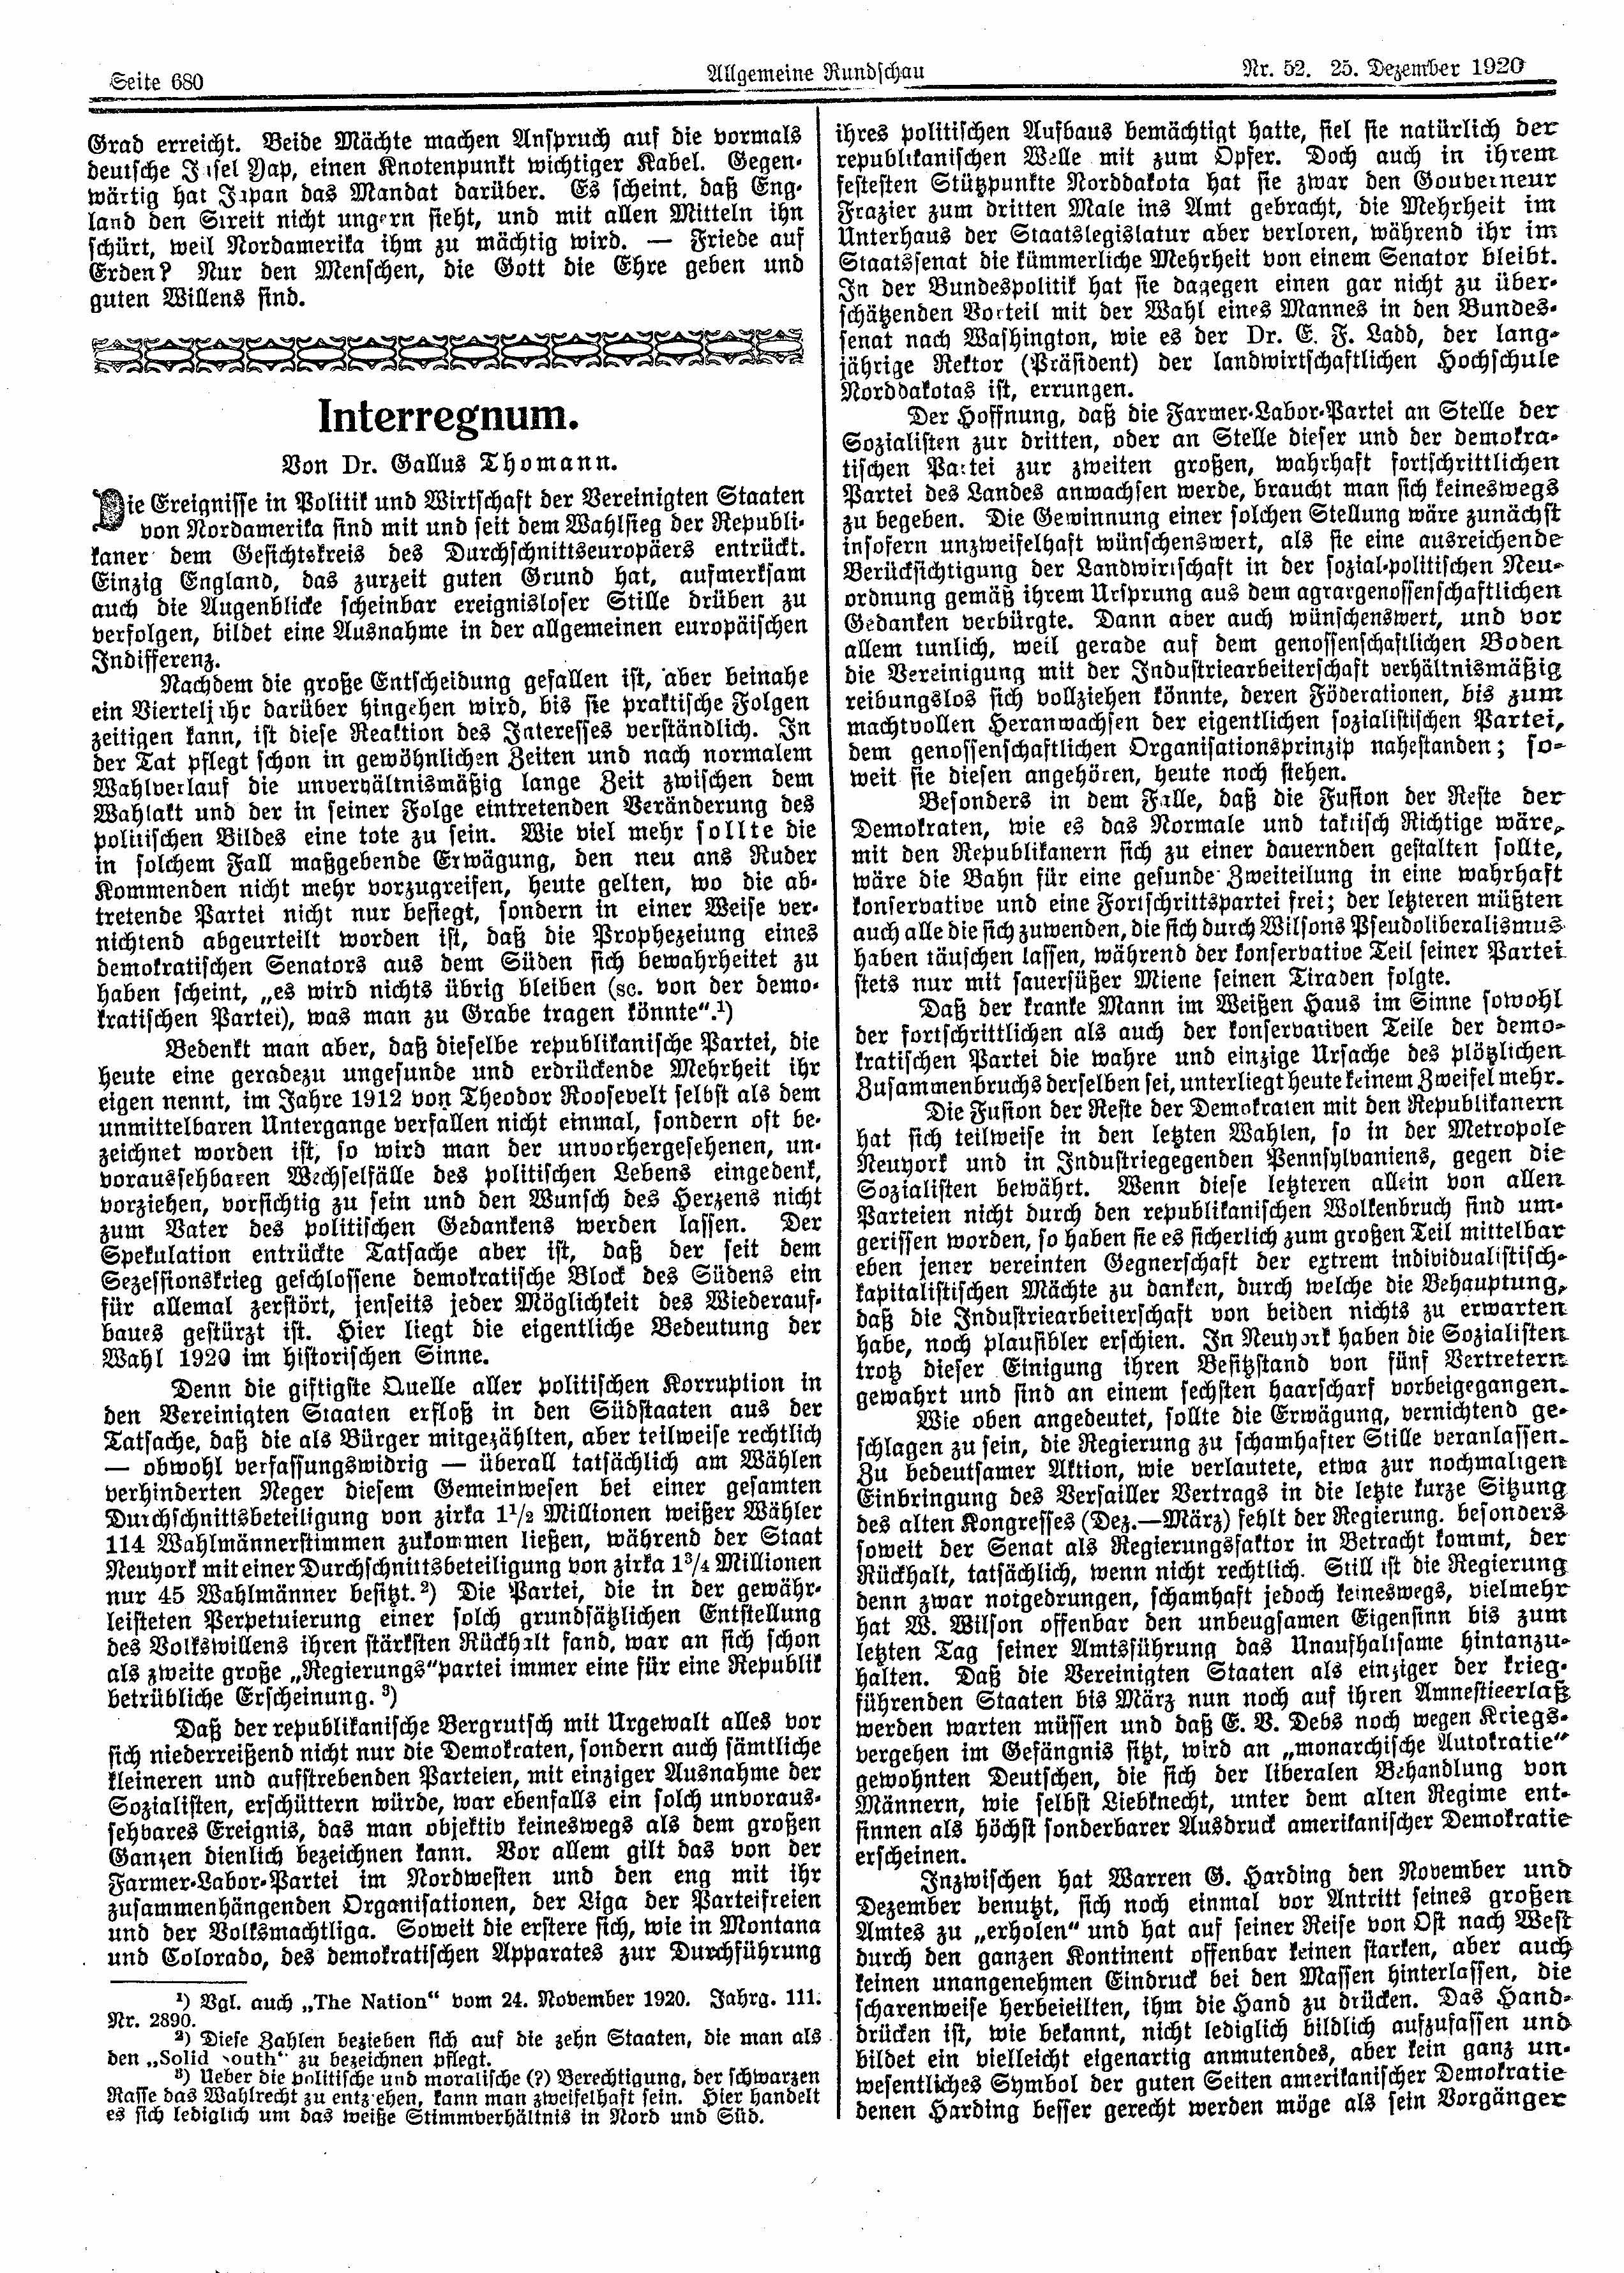 Seite 680 Allgemeine Rundschau Nr. 52. 25. Dezember 1920
Grad erreicht. Beide Mächte machen Anspruch auf die vormals
deutsche Insel Yap, einen Knotenpunkt wichtiger Kabel. Gegen-
wärtig hat Japan das Mandat darüber. Es scheint, daß Eng-
land den Streit nicht ungern sieht, und mit allen Mitteln ihn
schürt, weil Nordamerika ihm zu mächtig wird. — Friede auf
Erden? Nur den Menschen, die Gott die Ehre geben und
guten Willens sind.
Interregnum.
Von Dr. Gallus Thomann.
Die Ereignisse in Politik und Wirtschaft der Vereinigten Staaten
von Nordamerika sind mit und seit dem Wahlsieg der Republi-
kaner dem Gesichtskreis des Durchschnittseuropäers entrückt.
Einzig England, das zurzeit guten Grund hat, aufmerksam
auch die Augenblicke scheinbar ereignisloser Stille drüben zu
verfolgen, bildet eine Ausnahme in der allgemeinen europäischen
Indifferenz.
Nachdem die große Entscheidung gefallen ist, aber beinahe
ein Vierteljahr darüber hingehen wird, bis sie praktische Folgen
zeitigen kann, ist diese Reaktion des Interesses verständlich. In
der Tat pflegt schon in gewöhnlichen Zeiten und nach normalem
Wahlverlauf die unverhältnismäßig lange Zeit zwischen dem
Wahlakt und der in seiner Folge eintretenden Veränderung des
politischen Bildes eine tote zu sein. Wie viel mehr sollte die
in solchem Fall maßgebende Erwägung, den neu ans Ruder
Kommenden nicht mehr vorzugreifen, heute gelten, wo die ab-
tretende Partei nicht nur besiegt, sondern in einer Weise ver-
nichtend abgeurteilt worden ist, daß die Prophezeiung eines
demokratischen Senators aus dem Süden sich bewahrheitet zu
haben scheint, „es wird nichts übrig bleiben (sc. von der demo-
kratischen Partei), was man zu Grabe tragen könnte“.¹)
Bedenkt man aber, daß dieselbe republikanische Partei, die
heute eine geradezu ungesunde und erdrückende Mehrheit ihr
eigen nennt, im Jahre 1912 von Theodor Roosevelt selbst als dem
unmittelbaren Untergange verfallen nicht einmal, sondern oft be-
zeichnet worden ist, so wird man der unvorhergesehenen, un-
voraussehbaren Wechselfälle des politischen Lebens eingedenk,
vorziehen, vorsichtig zu sein und den Wunsch des Herzens nicht
zum Vater des politischen Gedankens werden lassen. Der
Spekulation entrückte Tatsache aber ist, daß der seit dem
Sezessionskrieg geschlossene demokratische Block des Südens ein
für allemal zerstört, jenseits jeder Möglichkeit des Wiederauf-
baues gestürzt ist. Hier liegt die eigentliche Bedeutung der
Wahl 1920 im historischen Sinne.
Denn die giftigste Quelle aller politischen Korruption in
den Vereinigten Staaten erfloß in den Südstaaten aus der
Tatsache, daß die als Bürger mitgezählten, aber teilweise rechtlich
— obwohl verfassungswidrig — überall tatsächlich am Wählen
verhinderten Neger diesem Gemeinwesen bei einer gesamten
Durchschnittsbeteiligung von zirka 1½ Millionen weißer Wähler
114 Wahlmännerstimmen zukommen ließen, während der Staat
Neuyork mit einer Durchschnittsbeteiligung von zirka 1¾ Millionen
nur 45 Wahlmänner besitzt.²) Die Partei, die in der gewähr-
leisteten Perpetuierung einer solch grundsätzlichen Entstellung
des Volkswillens ihren stärksten Rückhalt fand, war an sich schon
als zweite große „Regierungs“partei immer eine für eine Republik
betrübliche Erscheinung.³)
Daß der republikanische Bergrutsch mit Urgewalt alles vor
sich niederreißend nicht nur die Demokraten, sondern auch sämtliche
kleineren und aufstrebenden Parteien, mit einziger Ausnahme der
Sozialisten, erschüttern würde, war ebenfalls ein solch unvoraus-
sehbares Ereignis, das man objektiv keineswegs als dem großen
Ganzen dienlich bezeichnen kann. Vor allem gilt das von der
Farmer-Labor-Partei im Nordwesten und den eng mit ihr
zusammenhängenden Organisationen, der Liga der Parteifreien
und der Volksmachtliga. Soweit die erstere sich, wie in Montana
und Colorado, des demokratischen Apparates zur Durchführung
¹) Vgl. auch „The Nation“ vom 24. November 1920. Jahrg. 111.
Nr. 2890.
²) Diese Zahlen beziehen sich auf die zehn Staaten, die man als
den „Solid South“ zu bezeichnen pflegt.
³) Ueber die politische und moralische (?) Berechtigung, der schwarzen
Rasse das Wahlrecht zu entziehen, kann man zweifelhaft sein. Hier handelt
es sich lediglich um das weiße Stimmverhältnis in Nord und Süd.
ihres politischen Aufbaus bemächtigt hatte, fiel sie natürlich der
republikanischen Welle mit zum Opfer. Doch auch in ihrem
festesten Stützpunkte Norddakota hat sie zwar den Gouverneur
Frazier zum dritten Male ins Amt gebracht, die Mehrheit im
Unterhaus der Staatslegislatur aber verloren, während ihr im
Staatssenat die kümmerliche Mehrheit von einem Senator bleibt.
In der Bundespolitik hat sie dagegen einen gar nicht zu über-
schätzenden Vorteil mit der Wahl eines Mannes in den Bundes-
senat nach Washington, wie es der Dr. E. F. Ladd, der lang-
jährige Rektor (Präsident) der landwirtschaftlichen Hochschule
Norddakotas ist, errungen.
Der Hoffnung, daß die Farmer-Labor-Partei an Stelle der
Sozialisten zur dritten, oder an Stelle dieser und der demokra-
tischen Partei zur zweiten großen, wahrhaft fortschrittlichen
Partei des Landes anwachsen werde, braucht man sich keineswegs
zu begeben. Die Gewinnung einer solchen Stellung wäre zunächst
insofern unzweifelhaft wünschenswert, als sie eine ausreichende
Berücksichtigung der Landwirtschaft in der sozial-politischen Neu-
ordnung gemäß ihrem Ursprung aus dem agrargenossenschaftlichen
Gedanken verbürgte. Dann aber auch wünschenswert, und vor
allem tunlich, weil gerade auf dem genossenschaftlichen Boden
die Vereinigung mit der Industriearbeiterschaft verhältnismäßig
reibungslos sich vollziehen könnte, deren Föderationen, bis zum
machtvollen Heranwachsen der eigentlichen sozialistischen Partei,
dem genossenschaftlichen Organisationsprinzip nahestanden; so-
weit sie diesen angehören, heute noch stehen.
Besonders in dem Falle, daß die Fusion der Reste der
Demokraten, wie es das Normale und taktisch Richtige wäre,
mit den Republikanern sich zu einer dauernden gestalten sollte,
wäre die Bahn für eine gesunde Zweiteilung in eine wahrhaft
konservative und eine Fortschrittspartei frei; der letzteren müßten
auch alle die sich zuwenden, die sich durch Wilsons Pseudoliberalismus
haben täuschen lassen, während der konservative Teil seiner Partei
stets nur mit sauersüßer Miene seinen Tiraden folgte.
Daß der kranke Mann im Weißen Haus im Sinne sowohl
der fortschrittlichen als auch der konservativen Teile der demo-
kratischen Partei die wahre und einzige Ursache des plötzlichen
Zusammenbruchs derselben sei, unterliegt heute keinem Zweifel mehr.
Die Fusion der Reste der Demokraten mit den Republikanern
hat sich teilweise in den letzten Wahlen, so in der Metropole
Neuyork und in Industriegegenden Pennsylvaniens, gegen die
Sozialisten bewährt. Wenn diese letzteren allein von allen
Parteien nicht durch den republikanischen Wolkenbruch sind um-
gerissen worden, so haben sie es sicherlich zum großen Teil mittelbar
eben jener vereinten Gegnerschaft der extrem individualistisch-
kapitalistischen Mächte zu danken, durch welche die Behauptung,
daß die Industriearbeiterschaft von beiden nichts zu erwarten
habe, noch plausibler erschien. In Neuyork haben die Sozialisten
trotz dieser Einigung ihren Besitzstand von fünf Vertretern
gewahrt und sind an einem sechsten haarscharf vorbeigegangen.
Wie oben angedeutet, sollte die Erwägung, vernichtend ge-
schlagen zu sein, die Regierung zu schamhafter Stille veranlassen.
Zu bedeutsamer Aktion, wie verlautete, etwa zur nochmaligen
Einbringung des Versailler Vertrags in die letzte kurze Sitzung
des alten Kongresses (Dez.—März) fehlt der Regierung, besonders
soweit der Senat als Regierungsfaktor in Betracht kommt, der
Rückhalt, tatsächlich, wenn nicht rechtlich. Still ist die Regierung
denn zwar notgedrungen, schamhaft jedoch keineswegs, vielmehr
hat W. Wilson offenbar den unbeugsamen Eigensinn bis zum
letzten Tag seiner Amtsführung das Unaufhaltsame hintanzu-
halten. Daß die Vereinigten Staaten als einziger der krieg-
führenden Staaten bis März nun noch auf ihren Amnestieerlaß
werden warten müssen und daß E. V. Debs noch wegen Kriegs-
vergehen im Gefängnis sitzt, wird an „monarchische Autokratie“
gewohnten Deutschen, die sich der liberalen Behandlung von
Männern, wie selbst Liebknecht, unter dem alten Regime ent-
sinnen als höchst sonderbarer Ausdruck amerikanischer Demokratie
erscheinen.
Inzwischen hat Warren G. Harding den November und
Dezember benutzt, sich noch einmal vor Antritt seines großen
Amtes zu „erholen“ und hat auf seiner Reise von Ost nach West
durch den ganzen Kontinent offenbar keinen starken, aber auch
keinen unangenehmen Eindruck bei den Massen hinterlassen, die
scharenweise herbeieilten, ihm die Hand zu drücken. Das Hand-
drücken ist, wie bekannt, nicht lediglich bildlich aufzufassen und
bildet ein vielleicht eigenartig anmutendes, aber kein ganz un-
wesentliches Symbol der guten Seiten amerikanischer Demokratie
denen Harding besser gerecht werden möge als sein Vorgänger